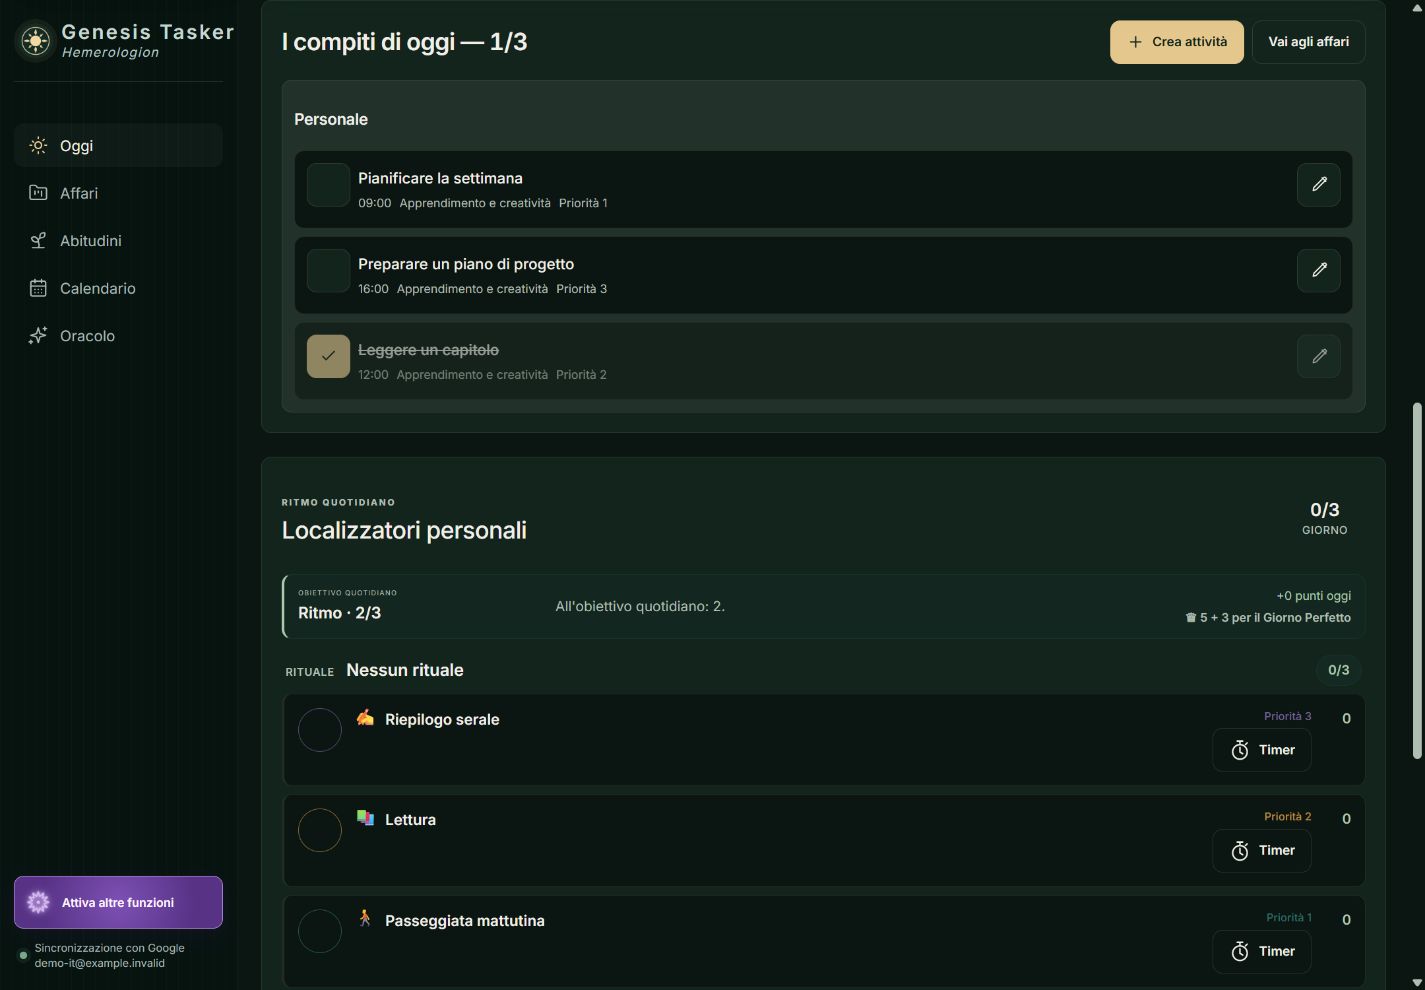 Genesis Tasker
Hemerologion
Oggi
Affari
Abitudini
Calendario
Oracolo
Attiva altre funzioni
Sincronizzazione con Google
demo-it@example.invalid
I compiti di oggi — 1/3
Crea attività
Vai agli affari
Personale
Pianificare la settimana
09:00 Apprendimento e creatività Priorità 1
Preparare un piano di progetto
16:00 Apprendimento e creatività Priorità 3
Leggere un capitolo
12:00 Apprendimento e creatività Priorità 2
RITMO QUOTIDIANO
Localizzatori personali
0/3
GIORNO
OBIETTIVO QUOTIDIANO
Ritmo · 2/3
All'obiettivo quotidiano: 2.
+0 punti oggi
♛ 5 + 3 per il Giorno Perfetto
RITUALE Nessun rituale
0/3
Riepilogo serale
Priorità 3
0
Timer
Lettura
Priorità 2
0
Timer
Passeggiata mattutina
Priorità 1
0
Timer